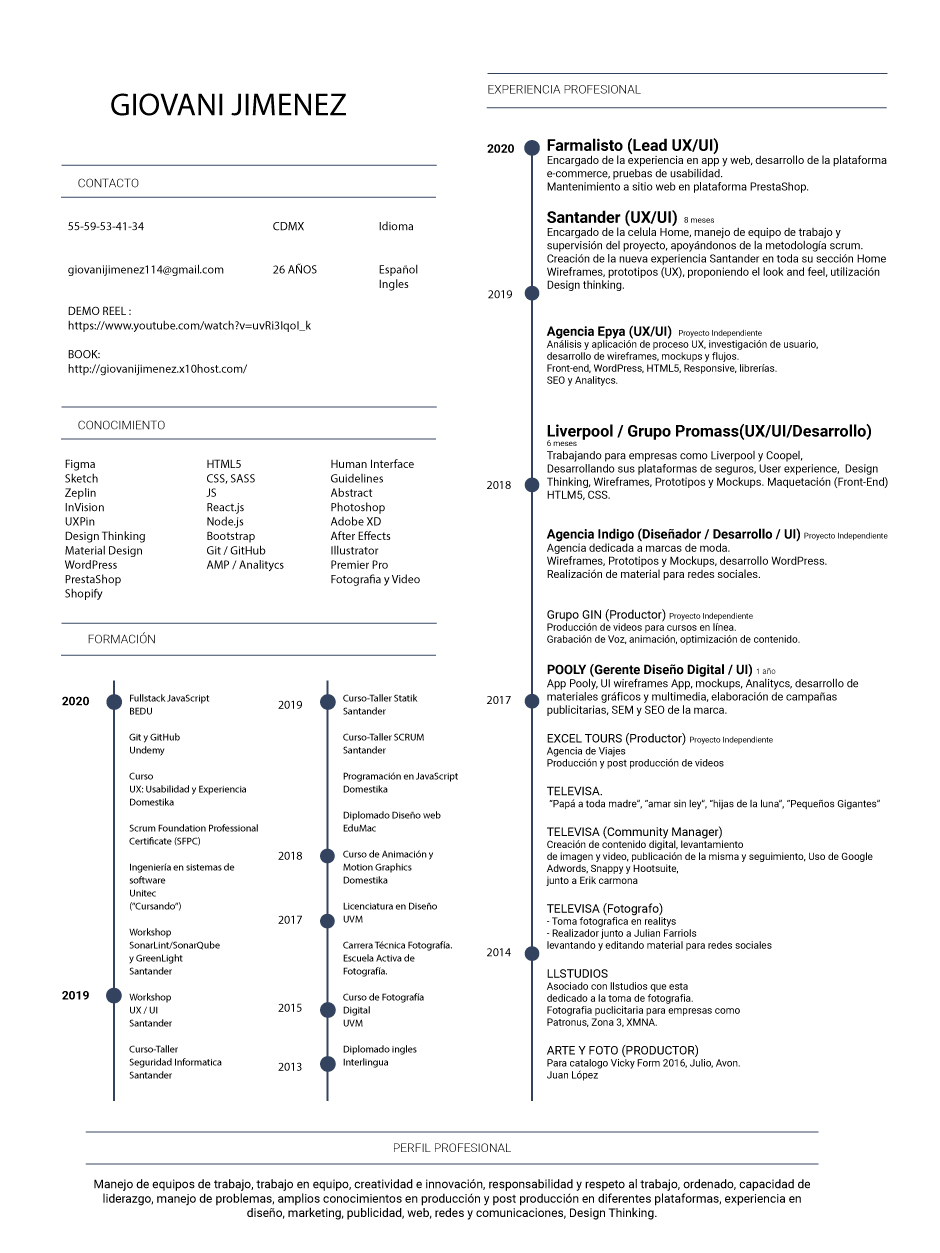 GIOVANI JIMENEZ
CONTACTO
55-59-53-41-34
CDMX
Idioma
giovanijimenez114@gmail.com
26 AÑOS
Español
Ingles
DEMO REEL :
https://www.youtube.com/watch?v=uvRi3IqoI_k
BOOK:
http://giovanijimenez.x10host.com/
CONOCIMIENTO
Figma
Sketch
Zeplin
InVision
UXPin
Design Thinking
Material Design
WordPress
PrestaShop
Shopify
HTML5
CSS, SASS
JS
React.js
Node.js
Bootstrap
Git / GitHub
AMP / Analitycs
Human Interface
Guidelines
Abstract
Photoshop
Adobe XD
After Effects
Illustrator
Premier Pro
Fotografia y Video
FORMACIÓN
2020
Fullstack JavaScript
BEDU
Git y GitHub
Undemy
Curso
UX: Usabilidad y Experiencia
Domestika
Scrum Foundation Professional
Certificate (SFPC)
Ingeniería en sistemas de
software
Unitec
("Cursando")
Workshop
SonarLint/SonarQube
y GreenLight
Santander
2019
Workshop
UX / UI
Santander
Curso-Taller
Seguridad Informatica
Santander
2019
Curso-Taller Statik
Santander
Curso-Taller SCRUM
Santander
Programación en JavaScript
Domestika
Diplomado Diseño web
EduMac
2018
Curso de Animación y
Motion Graphics
Domestika
Licenciatura en Diseño
2017
UVM
Carrera Técnica Fotografía.
Escuela Activa de
Fotografía.
Curso de Fotografía
2015
Digital
UVM
Diplomado ingles
2013
Interlingua
EXPERIENCIA PROFESIONAL
2020
Farmalisto (Lead UX/UI)
Encargado de la experiencia en app y web, desarrollo de la plataforma
e-commerce, pruebas de usabilidad.
Mantenimiento a sitio web en plataforma PrestaShop.
Santander (UX/UI) 8 meses
Encargado de la celula Home, manejo de equipo de trabajo y
supervisión del proyecto, apoyándonos de la metodología scrum.
Creación de la nueva experiencia Santander en toda su sección Home
Wireframes, prototipos (UX), proponiendo el look and feel, utilización
Design thinking.
2019
Agencia Epya (UX/UI) Proyecto Independiente
Análisis y aplicación de proceso UX, investigación de usuario,
desarrollo de wireframes, mockups y flujos.
Front-end, WordPress, HTML5, Responsive, librerías.
SEO y Analitycs.
Liverpool / Grupo Promass(UX/UI/Desarrollo)
6 meses
Trabajando para empresas como Liverpool y Coopel,
Desarrollando sus plataformas de seguros, User experience, Design
2018
Thinking, Wireframes, Prototipos y Mockups. Maquetación (Front-End)
HTLM5, CSS.
Agencia Indigo (Diseñador / Desarrollo / UI) Proyecto Independiente
Agencia dedicada a marcas de moda.
Wireframes, Prototipos y Mockups, desarrollo WordPress.
Realización de material para redes sociales.
Grupo GIN (Productor) Proyecto Independiente
Producción de videos para cursos en línea.
Grabación de Voz, animación, optimización de contenido.
POOLY (Gerente Diseño Digital / UI) 1 año
App Pooly, UI wireframes App, mockups, Analitycs, desarrollo de
2017
materiales gráficos y multimedia, elaboración de campañas
publicitarias, SEM y SEO de la marca.
EXCEL TOURS (Productor) Proyecto Independiente
Agencia de Viajes
Producción y post producción de videos
TELEVISA.
"Papá a toda madre", "amar sin ley", "hijas de la luna", "Pequeños Gigantes"
TELEVISA (Community Manager)
Creación de contenido digital, levantamiento
de imagen y video, publicación de la misma y seguimiento, Uso de Google
Adwords, Snappy y Hootsuite,
junto a Erik carmona
TELEVISA (Fotografo)
- Toma fotografica en realitys
- Realizador junto a Julian Farriols
levantando y editando material para redes sociales
2014
LLSTUDIOS
Asociado con llstudios que esta
dedicado a la toma de fotografia.
Fotografia puclicitaria para empresas como
Patronus, Zona 3, XMNA.
ARTE Y FOTO (PRODUCTOR)
Para catalogo Vicky Form 2016, Julio, Avon.
Juan López
PERFIL PROFESIONAL
Manejo de equipos de trabajo, trabajo en equipo, creatividad e innovación, responsabilidad y respeto al trabajo, ordenado, capacidad de
liderazgo, manejo de problemas, amplios conocimientos en producción y post producción en diferentes plataformas, experiencia en
diseño, marketing, publicidad, web, redes y comunicaciones, Design Thinking.